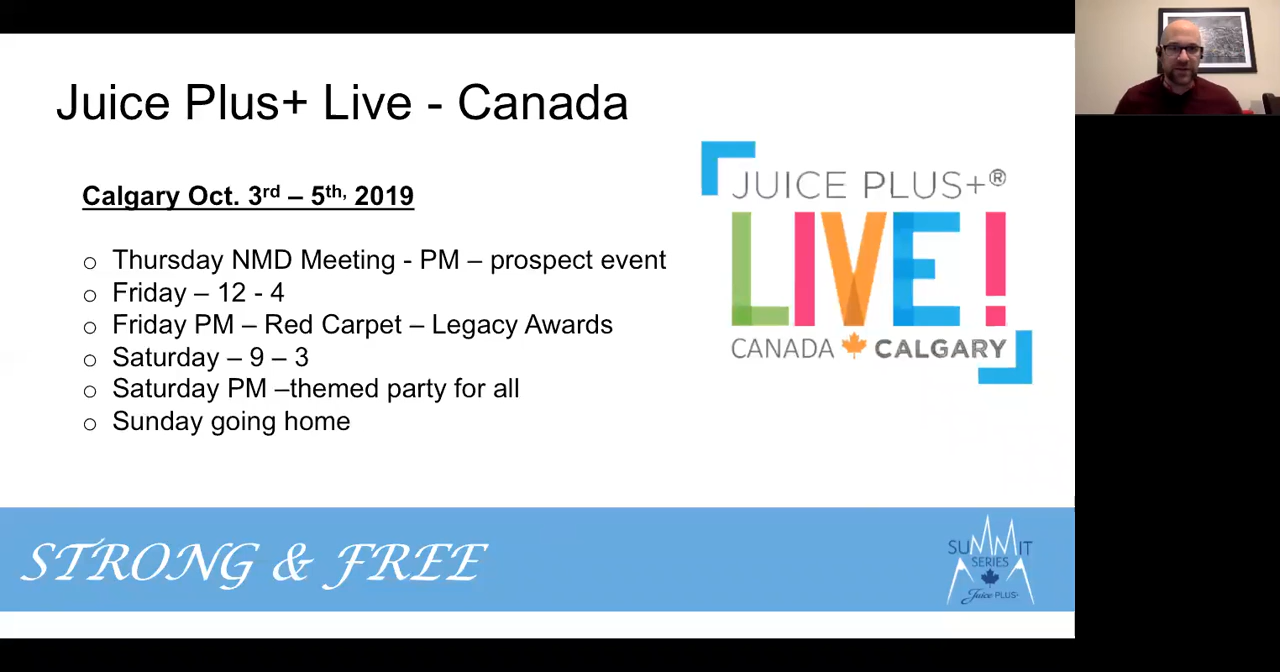 Juice Plus+ Live - Canada
Calgary Oct. 3rd – 5th, 2019
Thursday NMD Meeting - PM – prospect event
Friday – 12 - 4
Friday PM – Red Carpet – Legacy Awards
Saturday – 9 – 3
Saturday PM –themed party for all
Sunday going home
JUICE PLUS+®
LIVE!
CANADA CALGARY
STRONG & FREE
SUMMIT
SERIES
Juice PLUS+